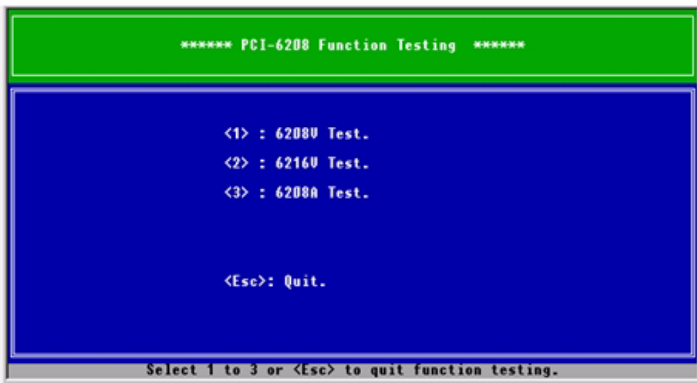 ****** PCI-6208 Function Testing ******
<1> : 6208V Test.
<2> : 6216V Test.
<3> : 6208A Test.
<Esc>: Quit.
Select 1 to 3 or <Esc> to quit function testing.